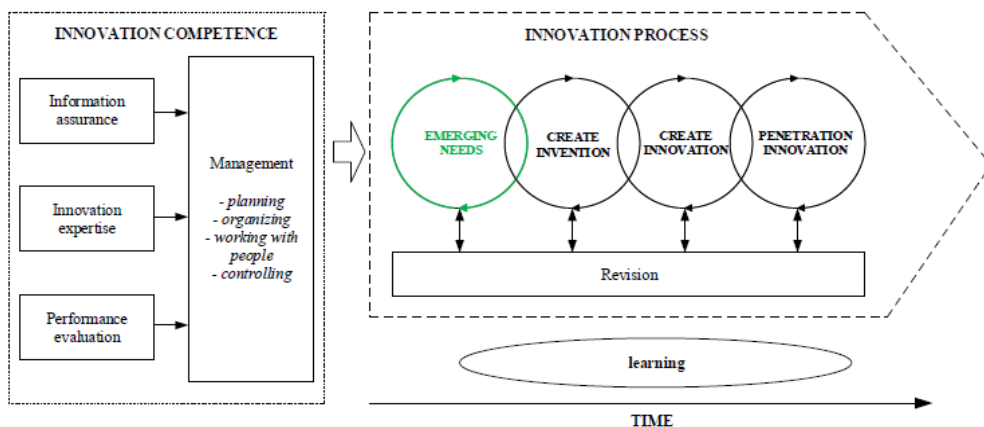 INNOVATION COMPETENCE
Information
assurance
Innovation
expertise
Performance
evaluation
Management
- planning
- organizing
- working with
people
- controlling
INNOVATION PROCESS
EMERGING
NEEDS
CREATE
INVENTION
CREATE
INNOVATION
PENETRATION
INNOVATION
Revision
learning
TIME